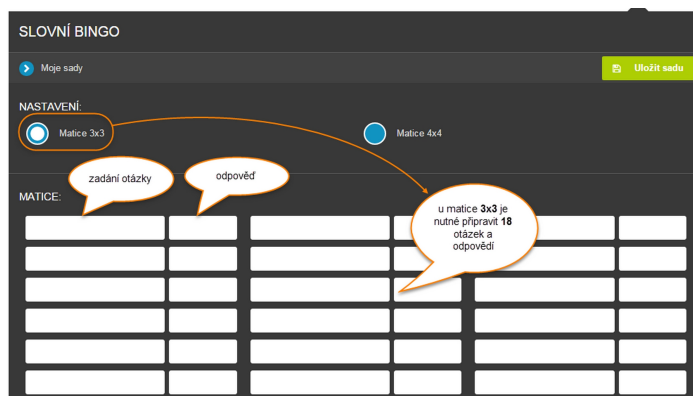 SLOVNÍ BINGO
Moje sady
Uložit sadu
NASTAVENÍ:
Matice 3x3
Matice 4x4
zadání otázky
odpověď
MATICE:
u matice 3x3 je
nutné připravit 18
otázek a
odpovědí